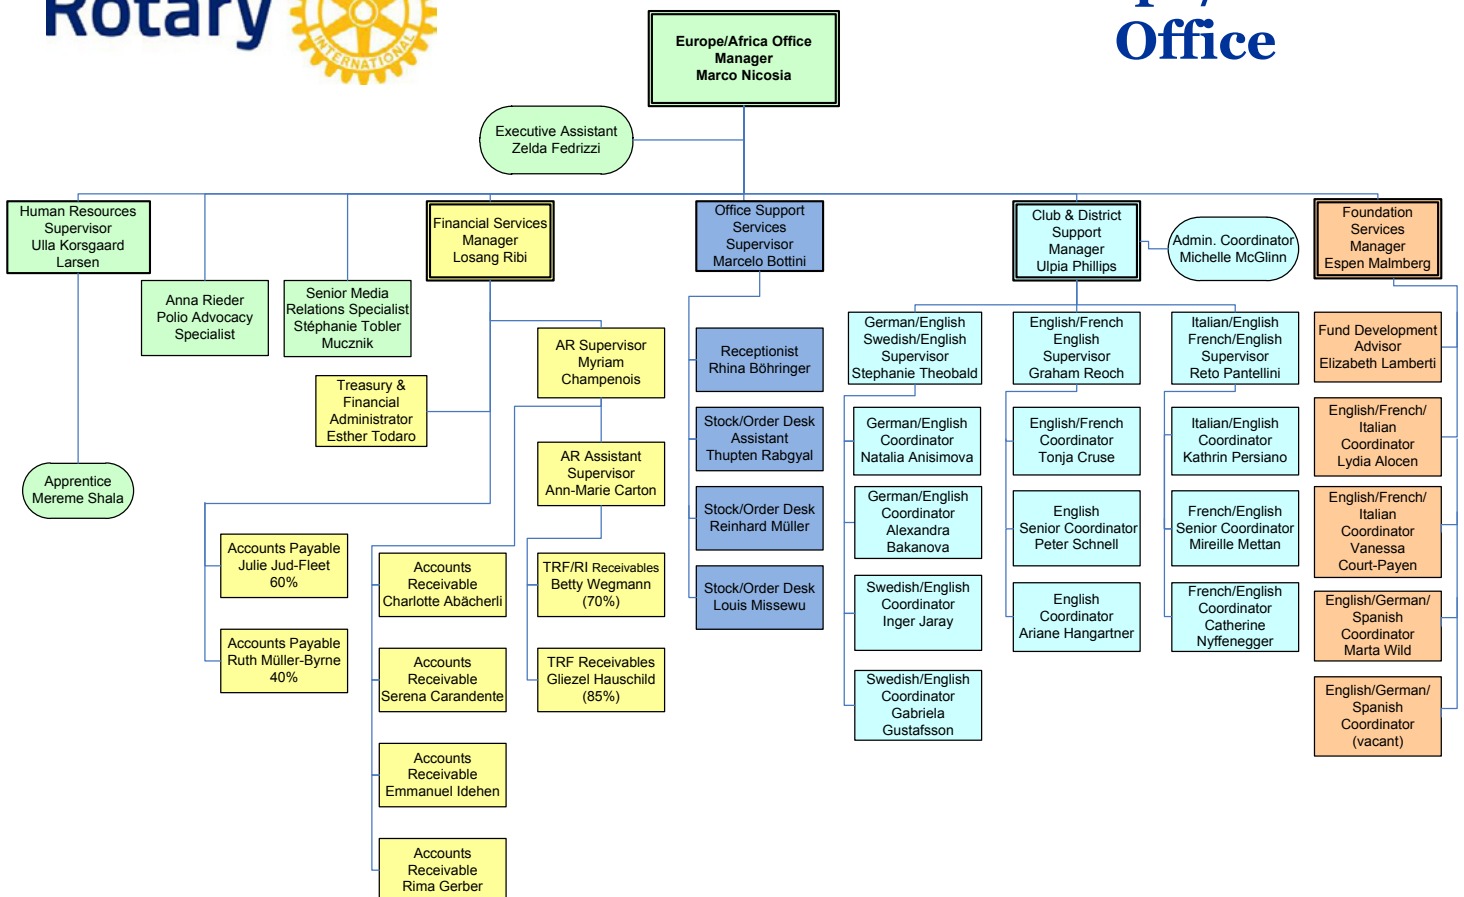 Rotary
INTERNATIONAL
Office
Europe/Africa Office
Manager
Marco Nicosia
Executive Assistant
Zelda Fedrizzi
Human Resources
Supervisor
Ulla Korsgaard
Larsen
Financial Services
Manager
Losang Ribi
Office Support
Services
Supervisor
Marcelo Bottini
Club & District
Support
Manager
Ulpia Phillips
Admin. Coordinator
Michelle McGlinn
Foundation
Services
Manager
Espen Malmberg
Anna Rieder
Polio Advocacy
Specialist
Senior Media
Relations Specialist
Stéphanie Tobler
Mucznik
Treasury &
Financial
Administrator
Esther Todaro
AR Supervisor
Myriam
Champenois
AR Assistant
Supervisor
Ann-Marie Carton
Apprentice
Mereme Shala
Accounts Payable
Julie Jud-Fleet
60%
Accounts Payable
Ruth Müller-Byrne
40%
Accounts
Receivable
Charlotte Abächerli
Accounts
Receivable
Serena Carandente
Accounts
Receivable
Emmanuel Idehen
Accounts
Receivable
Rima Gerber
TRF/RI Receivables
Betty Wegmann
(70%)
TRF Receivables
Gliezel Hauschild
(85%)
Receptionist
Rhina Böhringer
Stock/Order Desk
Assistant
Thupten Rabgyal
Stock/Order Desk
Reinhard Müller
Stock/Order Desk
Louis Missewu
German/English
Swedish/English
Supervisor
Stephanie Theobald
German/English
Coordinator
Natalia Anisimova
German/English
Coordinator
Alexandra
Bakanova
Swedish/English
Coordinator
Inger Jaray
Swedish/English
Coordinator
Gabriela
Gustafsson
English/French
English
Supervisor
Graham Reoch
English/French
Coordinator
Tonja Cruse
English
Senior Coordinator
Peter Schnell
English
Coordinator
Ariane Hangartner
Italian/English
French/English
Supervisor
Reto Pantellini
Italian/English
Coordinator
Kathrin Persiano
French/English
Senior Coordinator
Mireille Mettan
French/English
Coordinator
Catherine
Nyffenegger
Fund Development
Advisor
Elizabeth Lamberti
English/French/
Italian
Coordinator
Lydia Alocen
English/French/
Italian
Coordinator
Vanessa
Court-Payen
English/German/
Spanish
Coordinator
Marta Wild
English/German/
Spanish
Coordinator
(vacant)